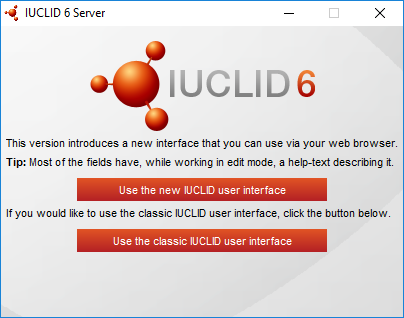 IUCLID 6 Server
IUCLID 6
This version introduces a new interface that you can use via your web browser.
Tip: Most of the fields have, while working in edit mode, a help-text describing it.
Use the new IUCLID user interface
If you would like to use the classic IUCLID user interface, click the button below.
Use the classic IUCLID user interface